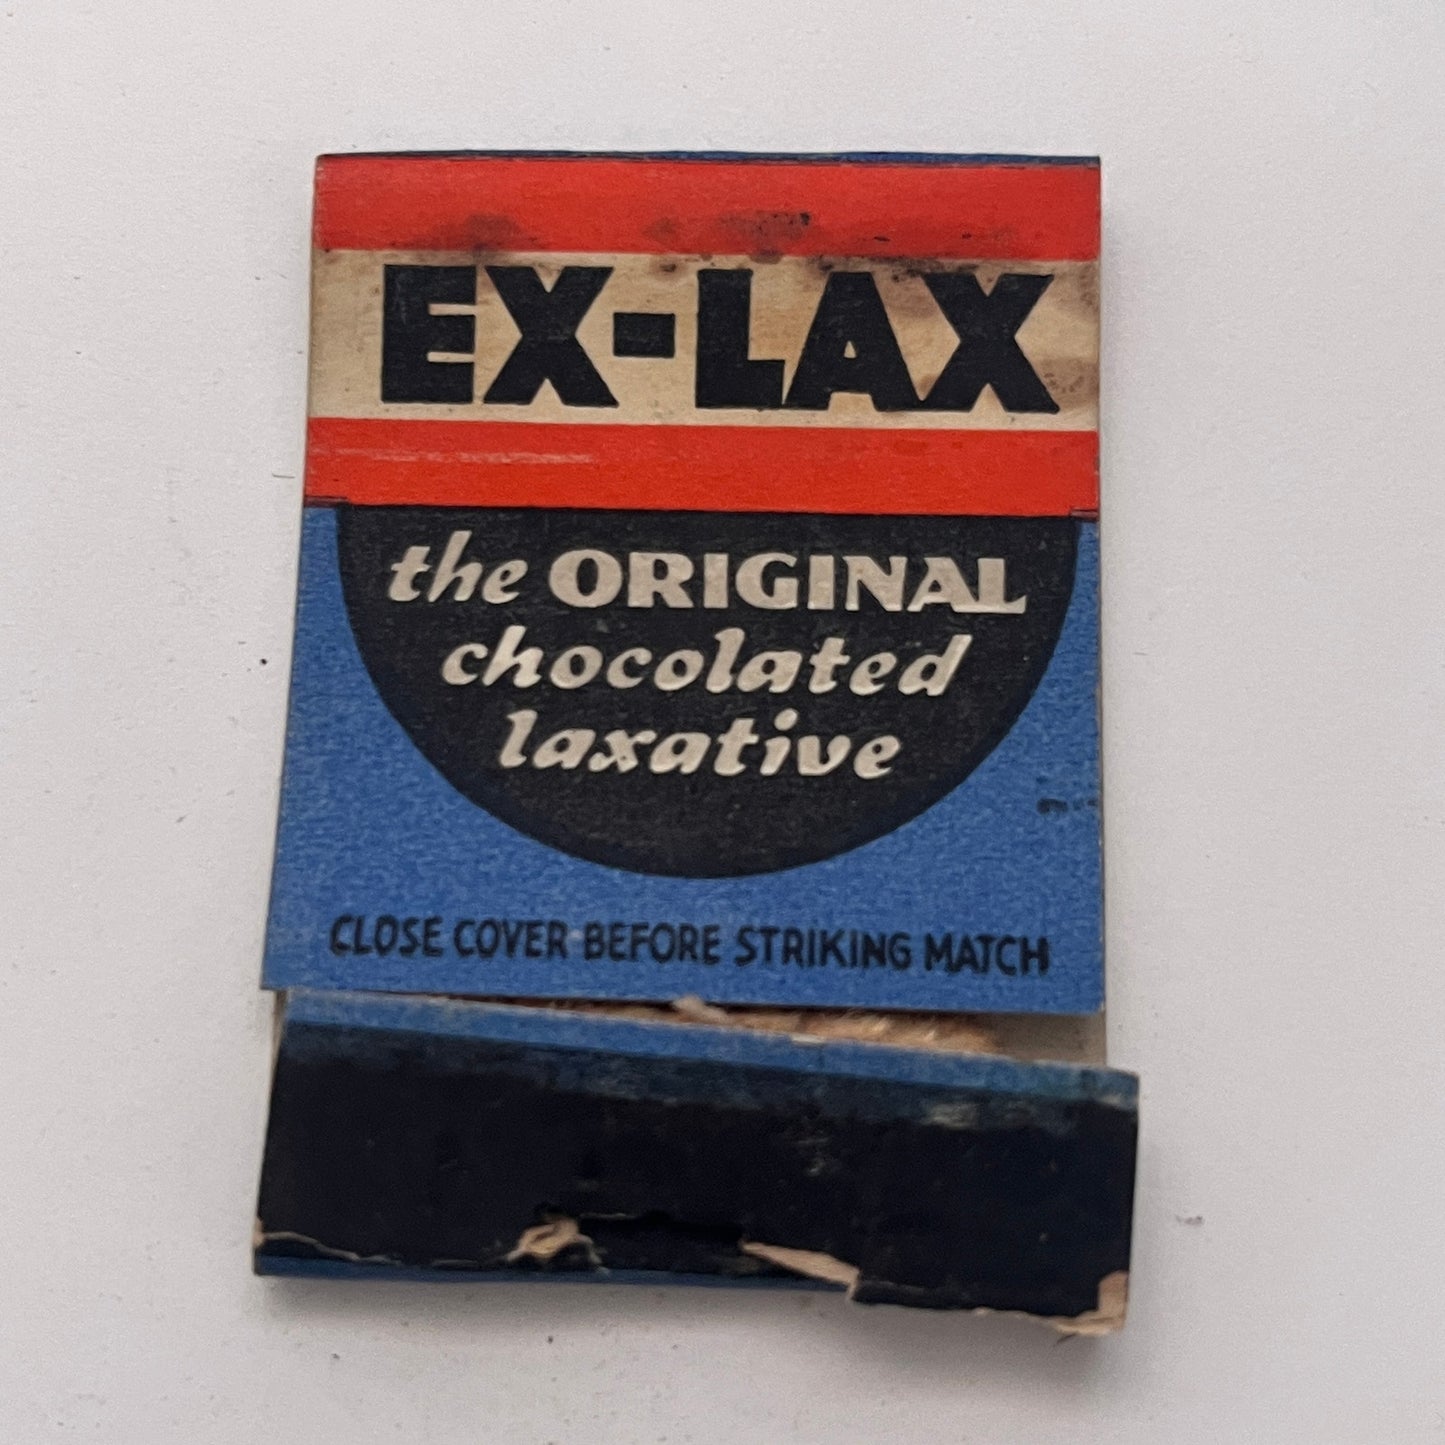 EX-LAX
the ORIGINAL
chocolated
laxative
CLOSE COVER BEFORE STRIKING MATCH